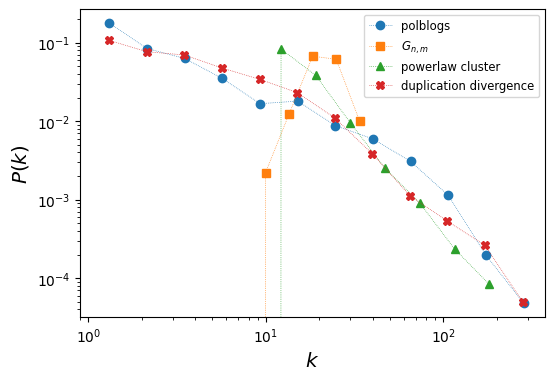 polblogs
G_{n,m}
powerlaw cluster
duplication divergence
10^{-1}
10^{-2}
10^{-3}
10^{-4}
P(k)
10^{0}
10^{1}
10^{2}
k